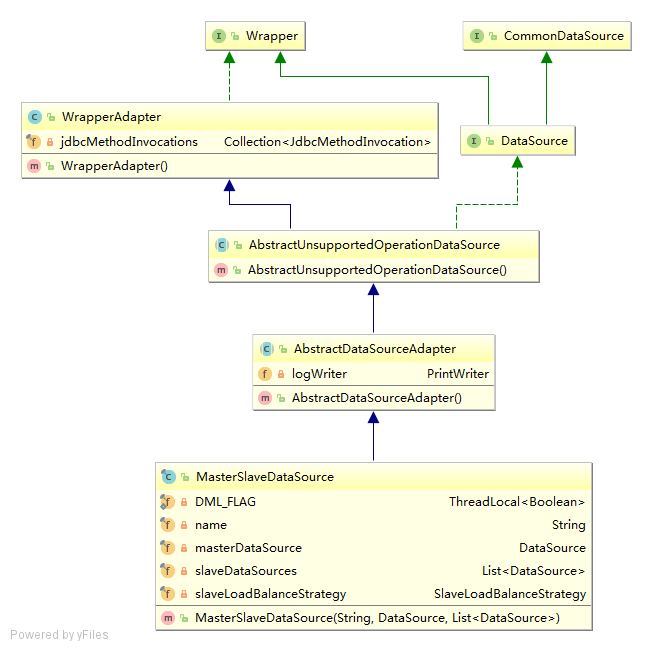 Wrapper
CommonDataSource
WrapperAdapter
jdbcMethodInvocations Collection<JdbcMethodInvocation>
WrapperAdapter()
DataSource
AbstractUnsupportedOperationDataSource
AbstractUnsupportedOperationDataSource()
AbstractDataSourceAdapter
logWriter PrintWriter
AbstractDataSourceAdapter()
MasterSlaveDataSource
DML_FLAG ThreadLocal<Boolean>
name String
masterDataSource DataSource
slaveDataSources List<DataSource>
slaveLoadBalanceStrategy SlaveLoadBalanceStrategy
MasterSlaveDataSource(String, DataSource, List<DataSource>)
Powered by yFiles